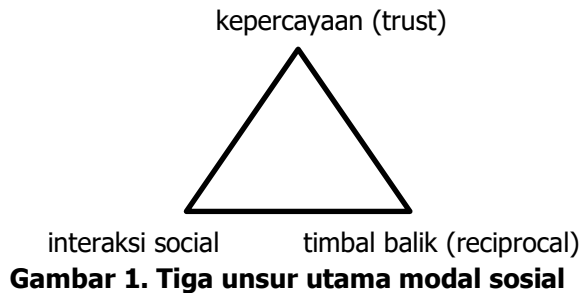 kepercayaan (trust)
interaksi social timbal balik (reciprocal)
Gambar 1. Tiga unsur utama modal sosial